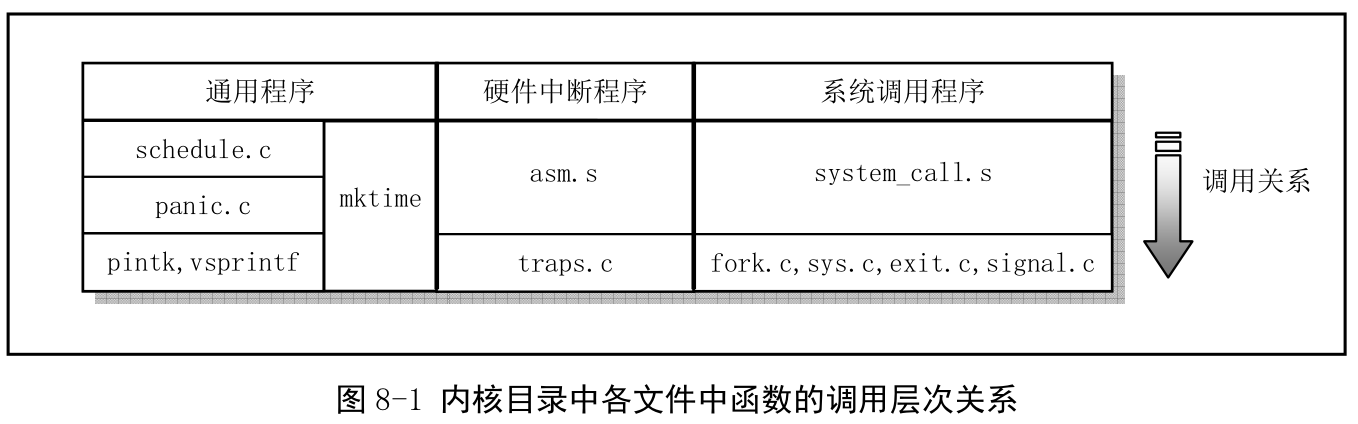 通用程序 硬件中断程序 系统调用程序
schedule.c
panic.c
pintk,vsprintf
mktime
asm.s
traps.c
system_call.s
fork.c,sys.c,exit.c,signal.c
调用关系
图 8-1 内核目录中各文件中函数的调用层次关系